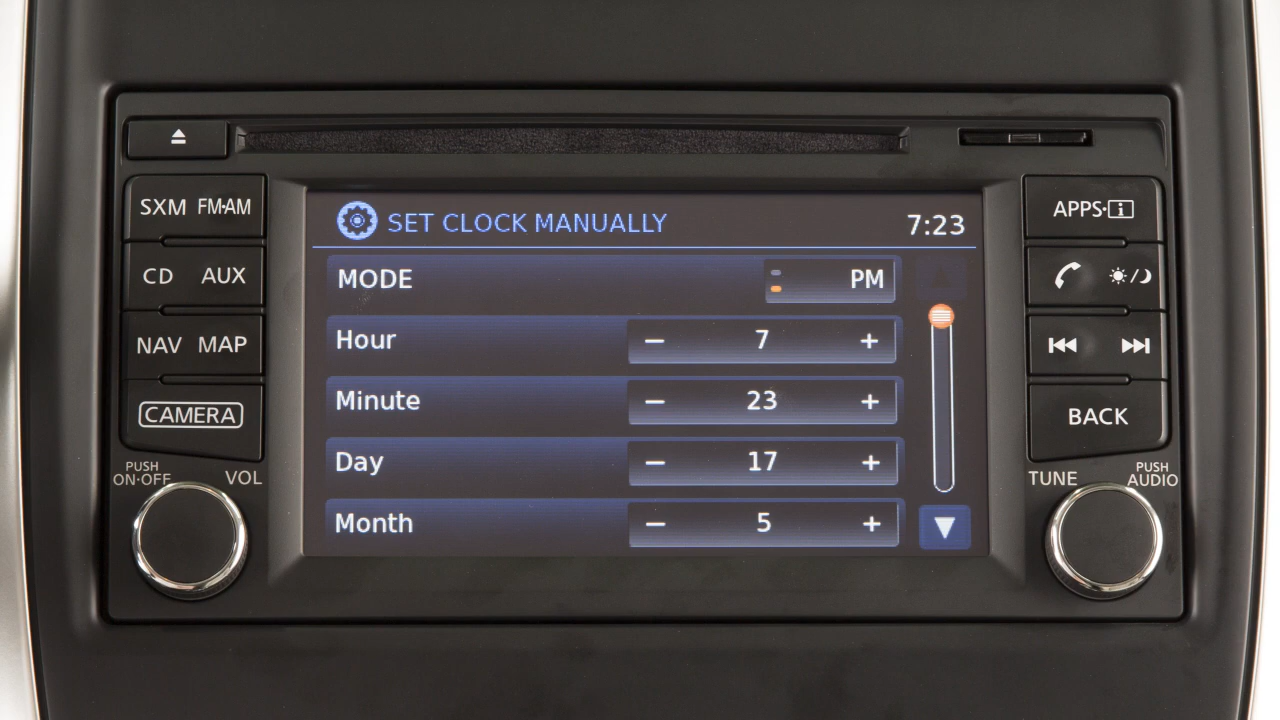 SXM FM·AM
CD AUX
NAV MAP
CAMERA
PUSH
ON·OFF VOL
SET CLOCK MANUALLY 7:23
MODE PM
Hour − 7 +
Minute − 23 +
Day − 17 +
Month − 5 +
APPS·i
BACK
TUNE PUSH
AUDIO